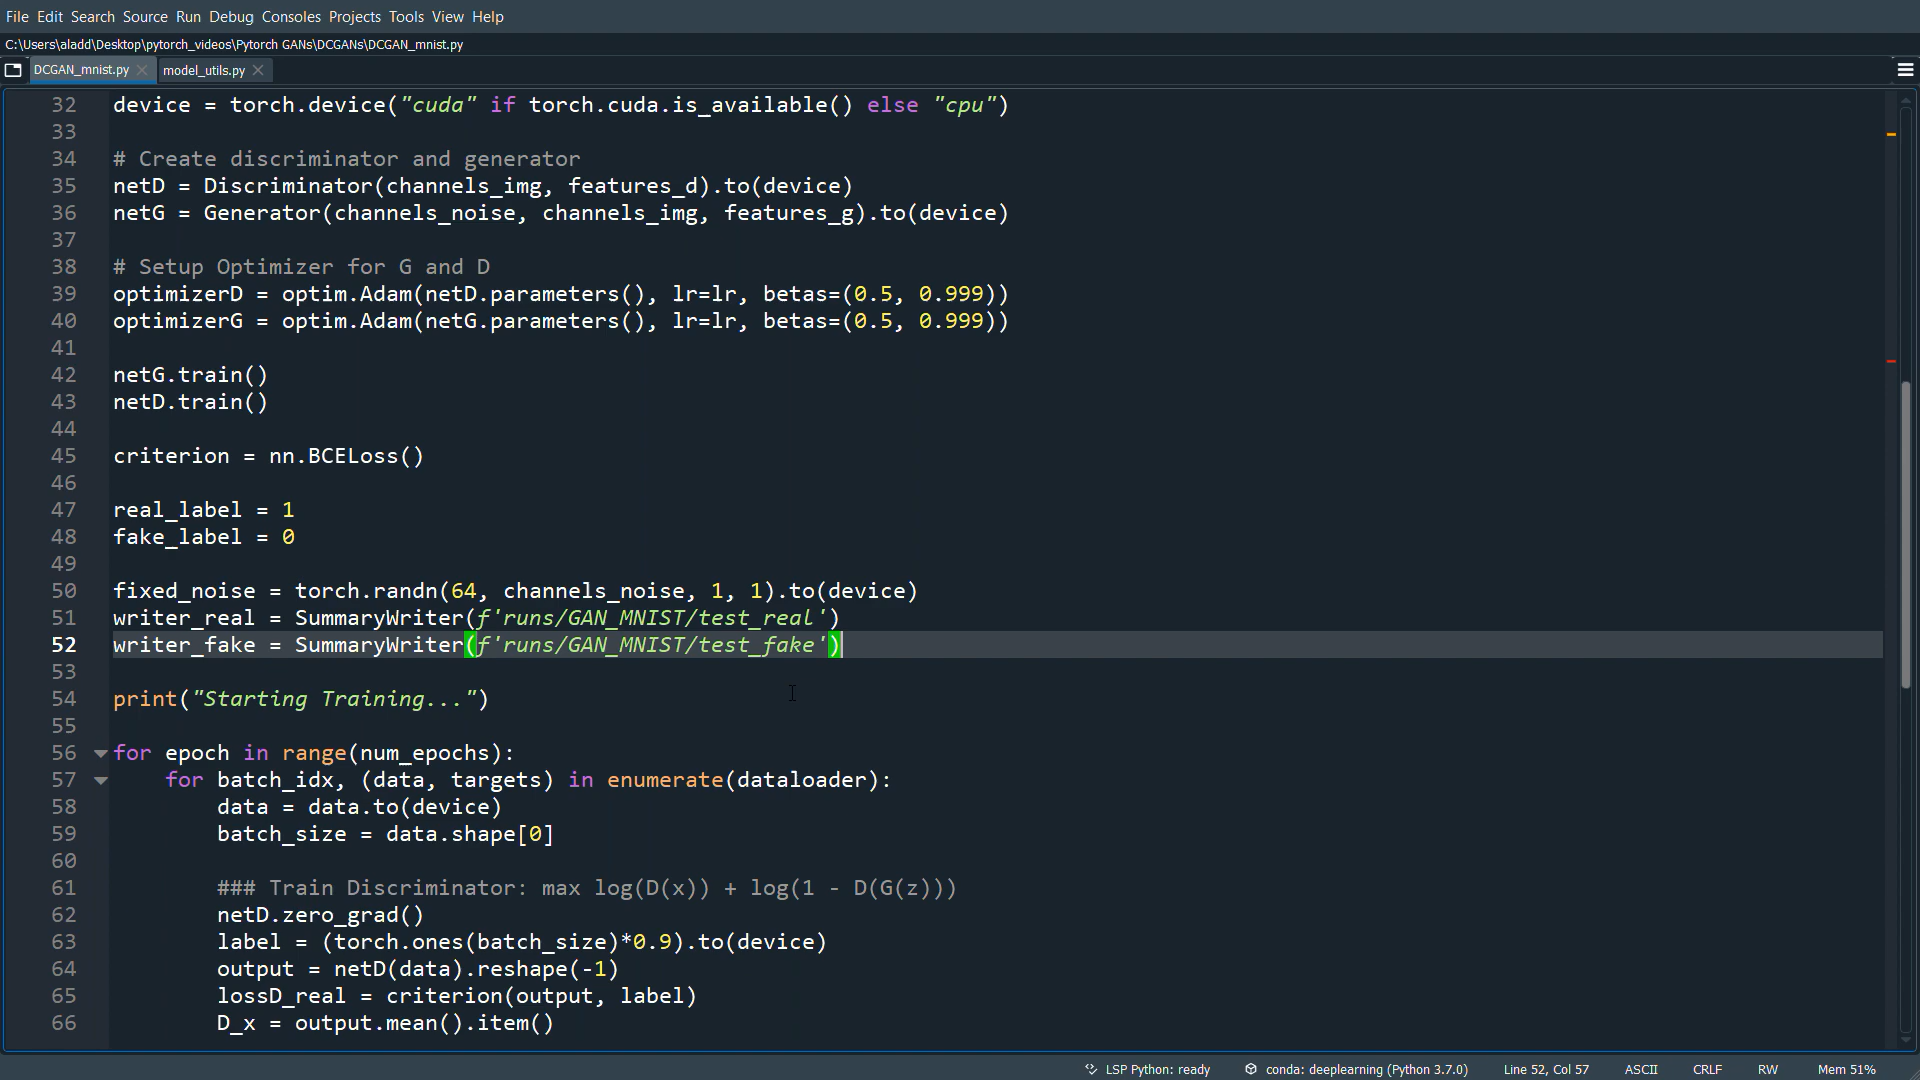 File Edit Search Source Run Debug Consoles Projects Tools View Help
C:\Users\aladd\Desktop\pytorch_videos\Pytorch GANs\DCGANs\DCGAN_mnist.py
DCGAN_mnist.py model_utils.py
32 device = torch.device("cuda" if torch.cuda.is_available() else "cpu")
33
34 # Create discriminator and generator
35 netD = Discriminator(channels_img, features_d).to(device)
36 netG = Generator(channels_noise, channels_img, features_g).to(device)
37
38 # Setup Optimizer for G and D
39 optimizerD = optim.Adam(netD.parameters(), lr=lr, betas=(0.5, 0.999))
40 optimizerG = optim.Adam(netG.parameters(), lr=lr, betas=(0.5, 0.999))
41
42 netG.train()
43 netD.train()
44
45 criterion = nn.BCELoss()
46
47 real_label = 1
48 fake_label = 0
49
50 fixed_noise = torch.randn(64, channels_noise, 1, 1).to(device)
51 writer_real = SummaryWriter(f'runs/GAN_MNIST/test_real')
52 writer_fake = SummaryWriter(f'runs/GAN_MNIST/test_fake')
53
54 print("Starting Training...")
55
56 for epoch in range(num_epochs):
57     for batch_idx, (data, targets) in enumerate(dataloader):
58         data = data.to(device)
59         batch_size = data.shape[0]
60
61         ### Train Discriminator: max log(D(x)) + log(1 - D(G(z)))
62         netD.zero_grad()
63         label = (torch.ones(batch_size)*0.9).to(device)
64         output = netD(data).reshape(-1)
65         lossD_real = criterion(output, label)
66         D_x = output.mean().item()
LSP Python: ready conda: deeplearning (Python 3.7.0) Line 52, Col 57 ASCII CRLF RW Mem 51%